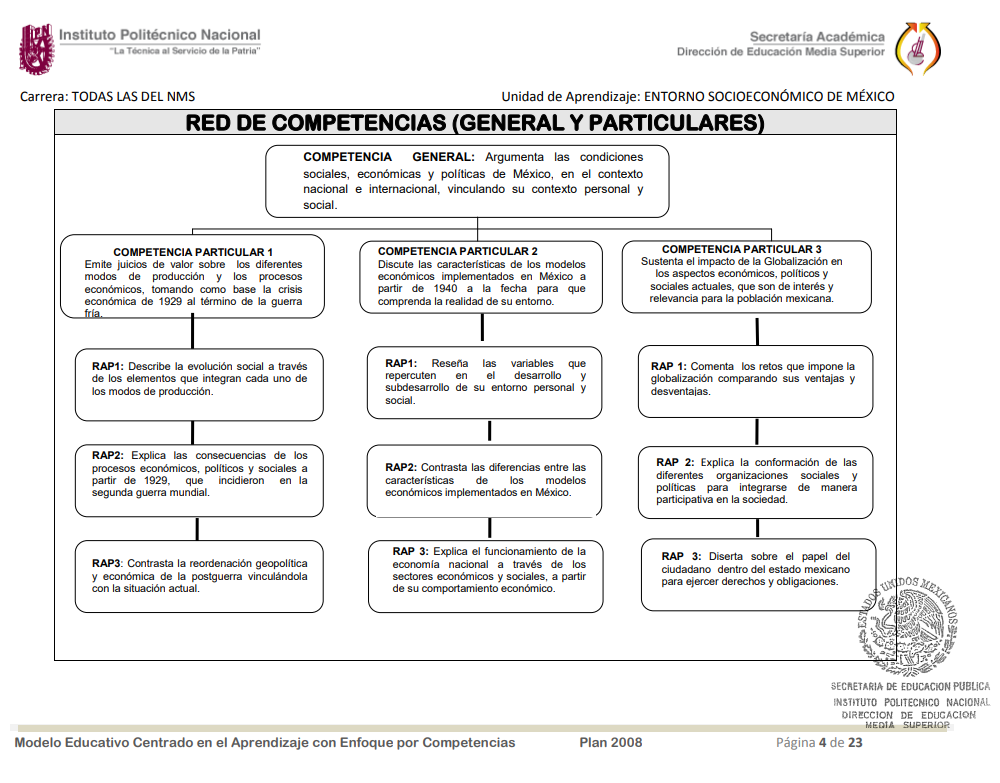 Instituto Politécnico Nacional
"La Técnica al Servicio de la Patria"
Secretaría Académica
Dirección de Educación Media Superior
Carrera: TODAS LAS DEL NMS
Unidad de Aprendizaje: ENTORNO SOCIOECONÓMICO DE MÉXICO
RED DE COMPETENCIAS (GENERAL Y PARTICULARES)
COMPETENCIA GENERAL: Argumenta las condiciones
sociales, económicas y políticas de México, en el contexto
nacional e internacional, vinculando su contexto personal y
social.
COMPETENCIA PARTICULAR 1
Emite juicios de valor sobre los diferentes
modos de producción y los procesos
económicos, tomando como base la crisis
económica de 1929 al término de la guerra
fría.
RAP1: Describe la evolución social a través
de los elementos que integran cada uno de
los modos de producción.
RAP2: Explica las consecuencias de los
procesos económicos, políticos y sociales a
partir de 1929, que incidieron en la
segunda guerra mundial.
RAP3: Contrasta la reordenación geopolítica
y económica de la postguerra vinculándola
con la situación actual.
COMPETENCIA PARTICULAR 2
Discute las características de los modelos
económicos implementados en México a
partir de 1940 a la fecha para que
comprenda la realidad de su entorno.
RAP1: Reseña las variables que
repercuten en el desarrollo y
subdesarrollo de su entorno personal y
social.
RAP2: Contrasta las diferencias entre las
características de los modelos
económicos implementados en México.
RAP 3: Explica el funcionamiento de la
economía nacional a través de los
sectores económicos y sociales, a partir
de su comportamiento económico.
COMPETENCIA PARTICULAR 3
Sustenta el impacto de la Globalización en
los aspectos económicos, políticos y
sociales actuales, que son de interés y
relevancia para la población mexicana.
RAP 1: Comenta los retos que impone la
globalización comparando sus ventajas y
desventajas.
RAP 2: Explica la conformación de las
diferentes organizaciones sociales y
políticas para integrarse de manera
participativa en la sociedad.
RAP 3: Diserta sobre el papel del
ciudadano dentro del estado mexicano
para ejercer derechos y obligaciones.
ESTADOS UNIDOS MEXICANOS
SECRETARIA DE EDUCACION PUBLICA
INSTITUTO POLITECNICO NACIONAL
DIRECCION DE EDUCACION
MEDIA SUPERIOR
Modelo Educativo Centrado en el Aprendizaje con Enfoque por Competencias
Plan 2008
Página 4 de 23